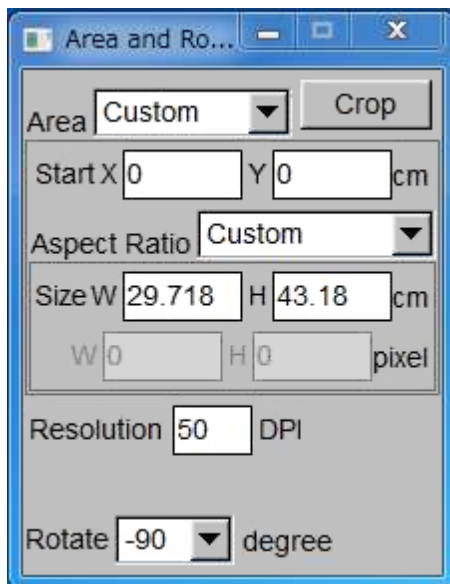 Area and Ro...
Area Custom Crop
Start X 0 Y 0 cm
Aspect Ratio Custom
Size W 29.718 H 43.18 cm
W 0 H 0 pixel
Resolution 50 DPI
Rotate -90 degree